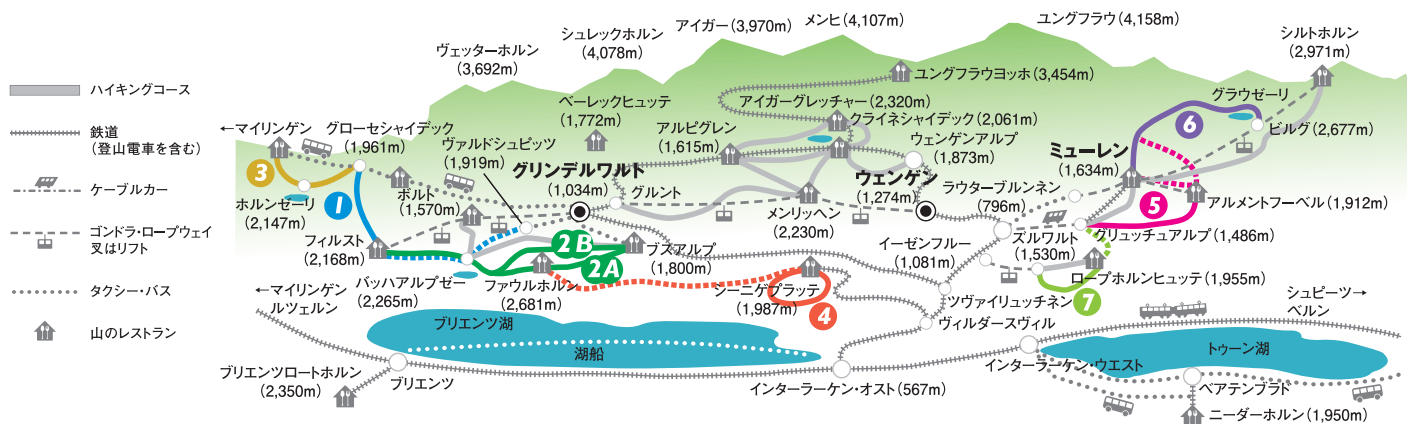 ハイキングコース
鉄道
(登山電車を含む)
ケーブルカー
ゴンドラ・ロープウェイ
又はリフト
タクシー・バス
山のレストラン
アイガー(3,970m)
メンヒ(4,107m)
ユングフラウ(4,158m)
シュレックホルン
(4,078m)
ヴェッターホルン
(3,692m)
シルトホルン
(2,971m)
ユングフラウヨッホ(3,454m)
ベーレックヒュッテ
(1,772m)
アイガーグレッチャー(2,320m)
クライネシャイデック(2,061m)
グラウゼーリ
ビルグ(2,677m)
6
←マイリンゲン
グローセシャイデック
(1,961m)
ヴァルトシュピッツ
(1,919m)
アルピグレン
(1,615m)
ウェンゲンアルプ
(1,873m)
ミューレン
(1,634m)
3
グリンデルワルト
(1,034m)
グルント
ウェンゲン
(1,274m)
ラウターブルンネン
796m)
ホルンゼーリ
(2,147m)
1
ボルト
(1,570m)
メンリッヘン
(2,230m)
5
アルメントフーベル(1,912m)
フィルスト
(2,168m)
2B
2A
ブスアルプ
(1,800m)
イーゼンフルー
(1,081m)
ズルワルト
(1,530m)
グリュッチュアルプ(1,486m)
バッハアルプゼー
(2,265m)
ファウルホルン
(2,681m)
シーニゲプラッテ
(1,987m)
4
ロープホルンヒュッテ(1,955m)
7
ツヴァイリュッチネン
ヴィルダースヴィル
←マイリンゲン
ルツェルン
シュピーツ→
ベルン
ブリエンツ湖
湖船
トゥーン湖
インターラーケン・ウエスト
ブリエンツロートホルン
(2,350m)
ブリエンツ
インターラーケン・オスト(567m)
ベアテンブラド
ニーダーホルン(1,950m)